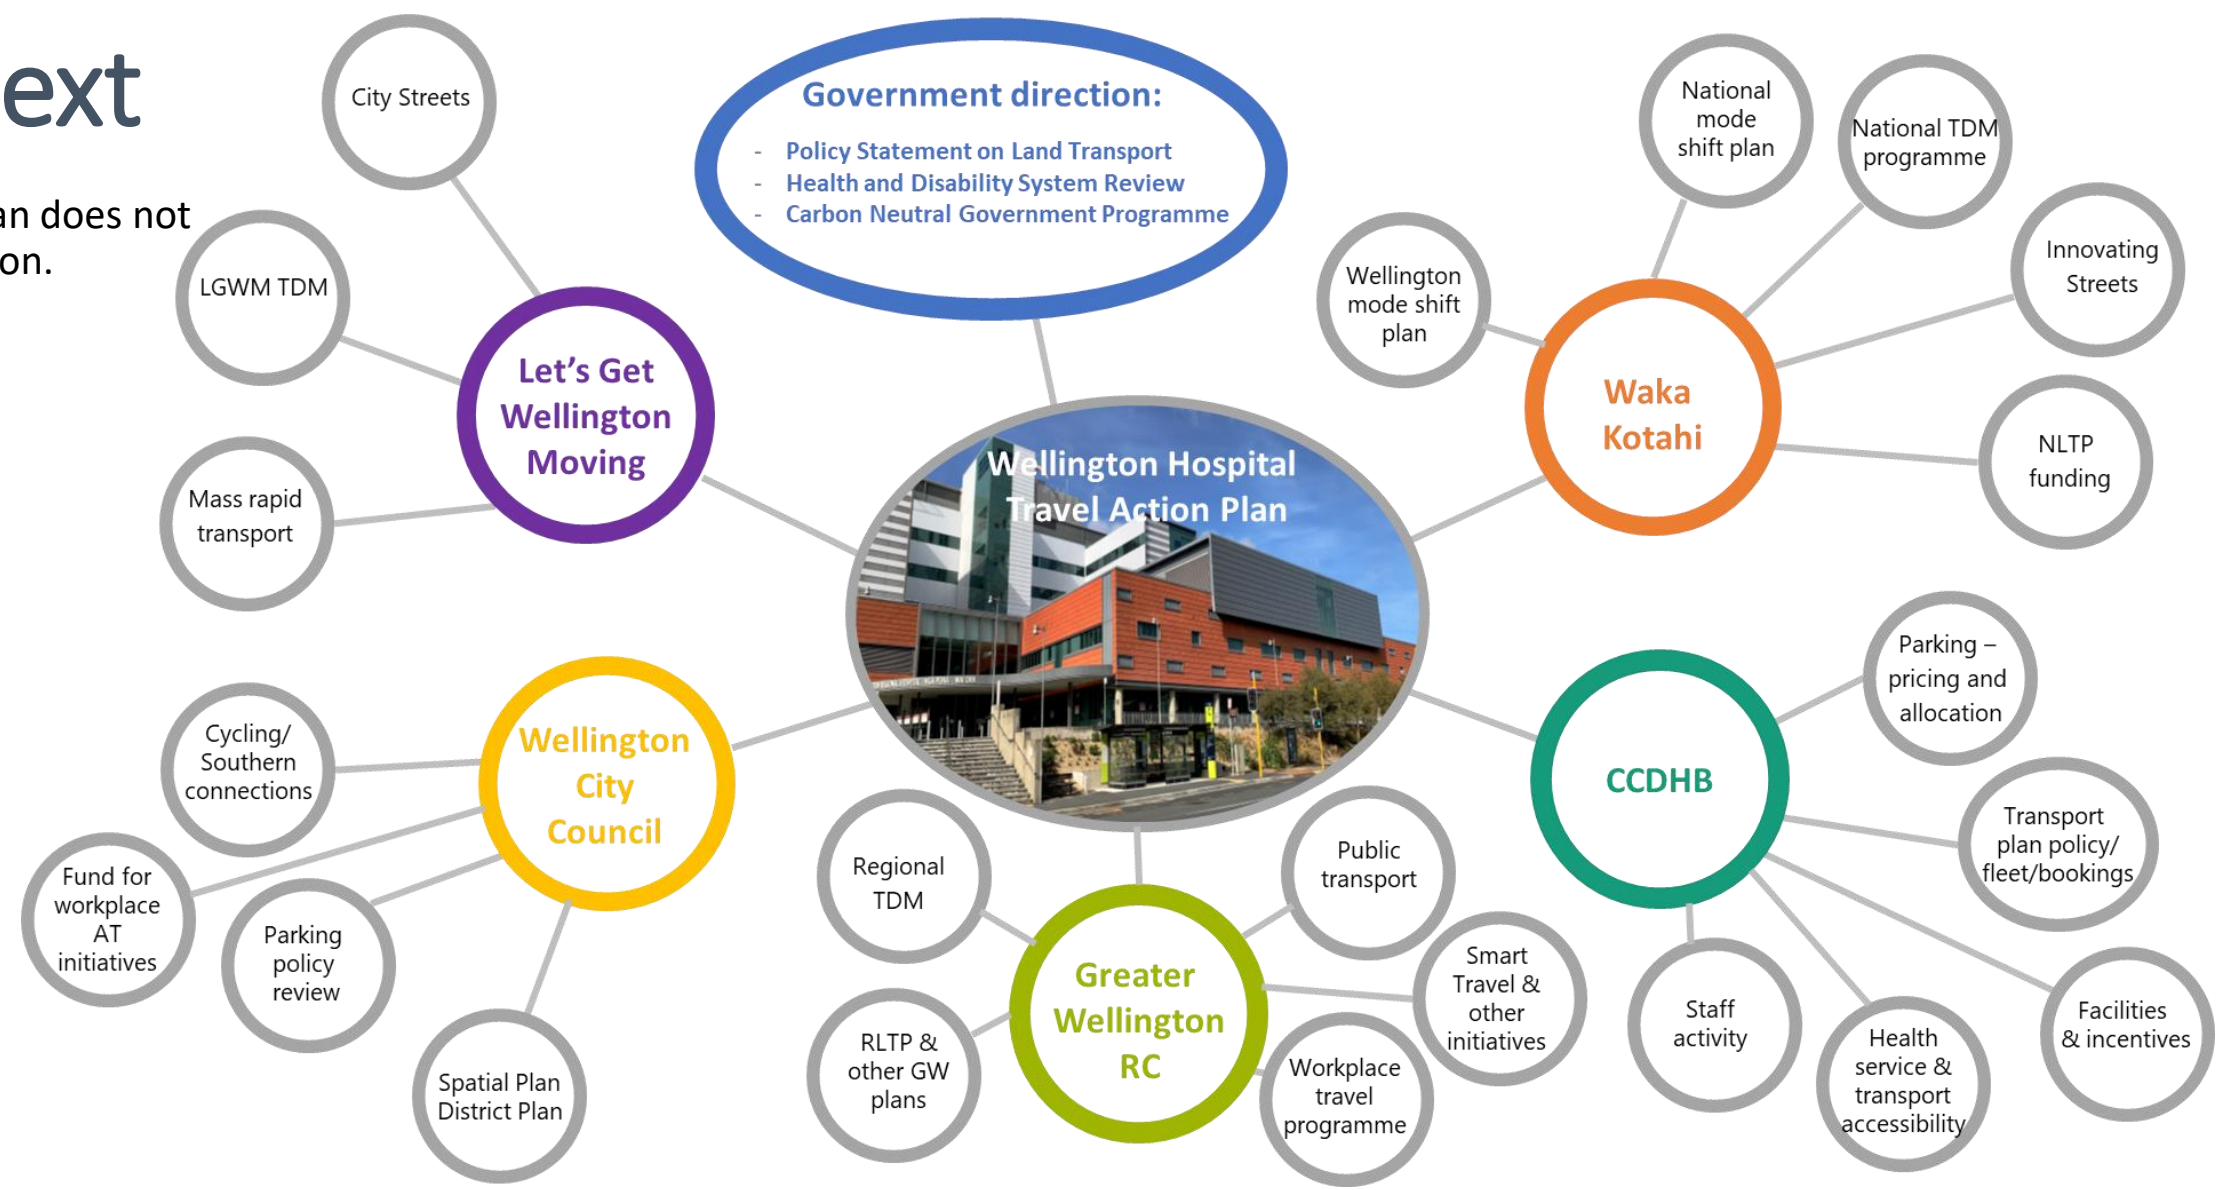 ext
an does not
on.
City Streets
LGWM TDM
Mass rapid
transport
Let’s Get
Wellington
Moving
Government direction:
- Policy Statement on Land Transport
- Health and Disability System Review
- Carbon Neutral Government Programme
National
mode
shift plan
National TDM
programme
Wellington
mode shift
plan
Innovating
Streets
NLTP
funding
Waka
Kotahi
Wellington Hospital
Travel Action Plan
Cycling/
Southern
connections
Fund for
workplace
AT
initiatives
Parking
policy
review
Spatial Plan
District Plan
Wellington
City
Council
Regional
TDM
RLTP &
other GW
plans
Greater
Wellington
RC
Public
transport
Smart
Travel &
other
initiatives
Workplace
travel
programme
CCDHB
Parking –
pricing and
allocation
Transport
plan policy/
fleet/bookings
Facilities
& incentives
Health
service &
transport
accessibility
Staff
activity